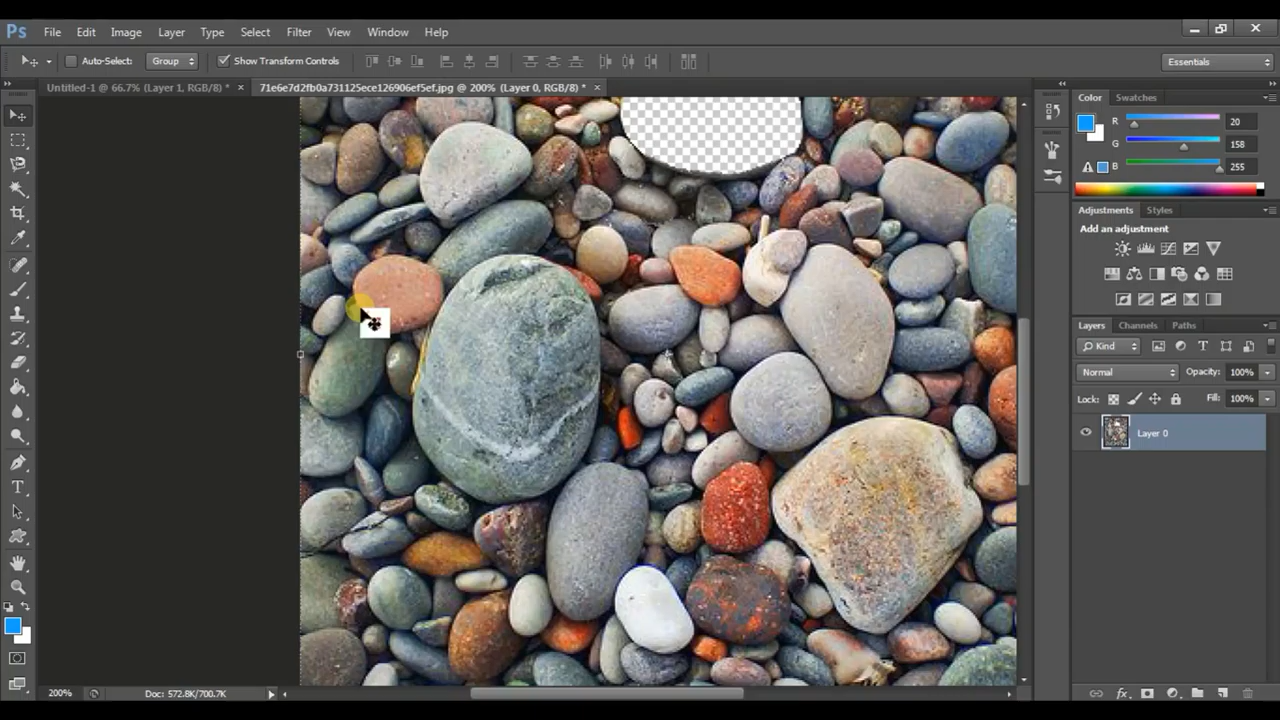 Ps File Edit Image Layer Type Select Filter View Window Help
Auto-Select: Group Show Transform Controls Essentials
Untitled-1 @ 66.7% (Layer 1, RGB/8) * × 71e6e7d2fb0a731125ece126906ef5ef.jpg @ 200% (Layer 0, RGB/8) * ×
Color Swatches
R 20
G 158
B 255
Adjustments Styles
Add an adjustment
Layers Channels Paths
Kind
Normal Opacity: 100%
Lock: Fill: 100%
Layer 0
200% Doc: 572.8K/700.7K